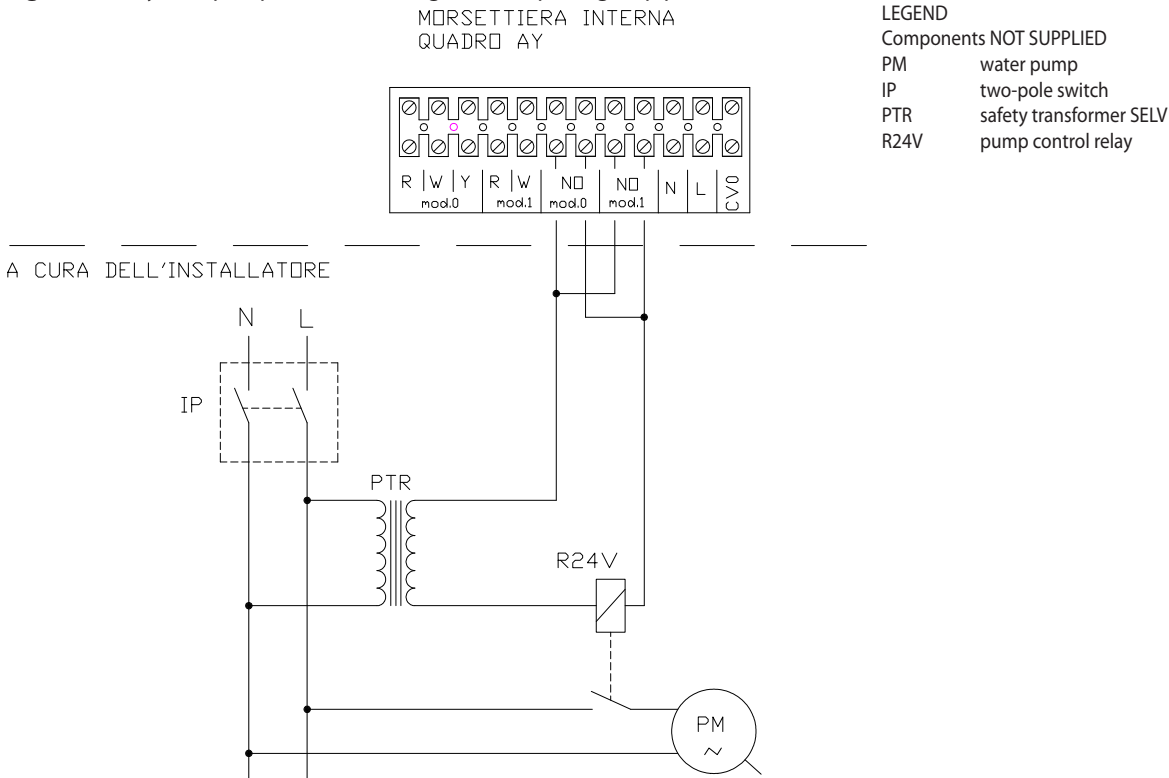 MORSETTIERA INTERNA
QUADRO AY
LEGEND
Components NOT SUPPLIED
PM water pump
IP two-pole switch
PTR safety transformer SELV
R24V pump control relay
R W Y R W NO NO N L CV0
mod.0 mod.1 mod.0 mod.1
A CURA DELL'INSTALLATORE
N L
IP
PTR
R24V
PM
~